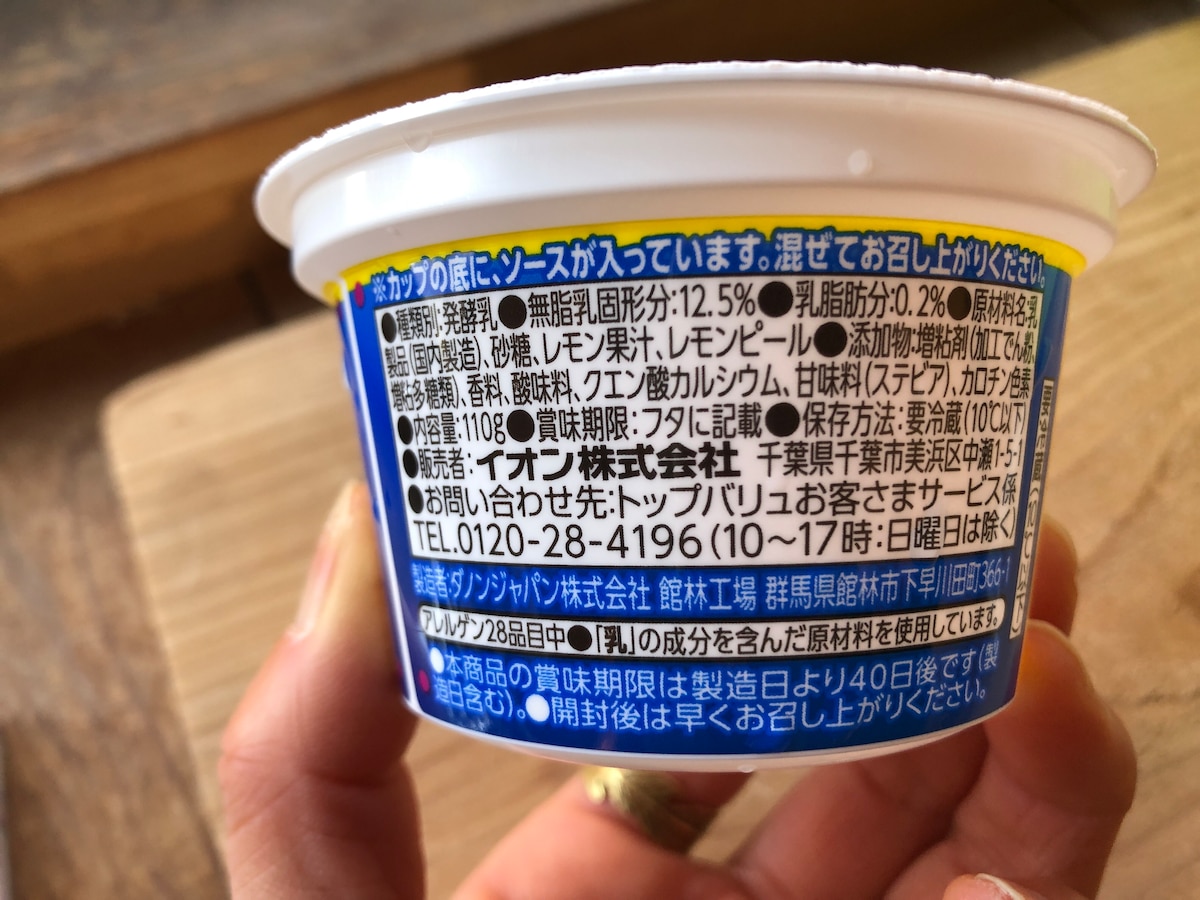 ※カップの底に、ソースが入っています。混ぜてお召し上がりください。
●種類別:発酵乳●無脂乳固形分:12.5%●乳脂肪分:0.2%●原材料名:乳
製品(国内製造)、砂糖、レモン果汁、レモンピール●添加物:増粘剤(加工でん粉、
増粘多糖類)、香料、酸味料、クエン酸カルシウム、甘味料(ステビア)、カロチン色素
●内容量:110g●賞味期限:フタに記載●保存方法:要冷蔵(10℃以下)
●販売者:イオン株式会社 千葉県千葉市美浜区中瀬1-5-1
●お問い合わせ先:トップバリュお客さまサービス係
TEL.0120-28-4196(10〜17時:日曜日は除く)
製造者:ダノンジャパン株式会社 館林工場 群馬県館林市下早川田町366-1
アレルゲン28品目中●「乳」の成分を含んだ原材料を使用しています。
●本商品の賞味期限は製造日より40日後です(製
造日含む)。●開封後は早くお召し上がりください。
要冷蔵(10℃以下)